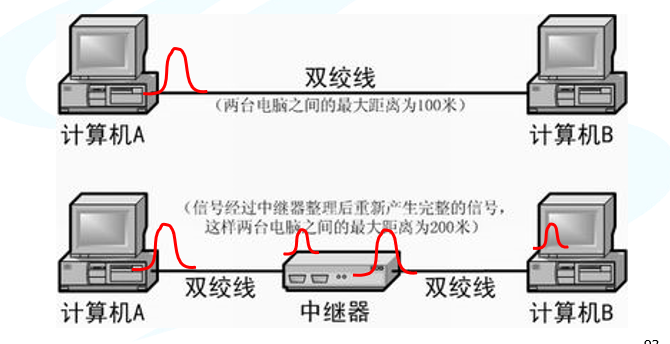 双绞线
（两台电脑之间的最大距离为100米）
计算机A
计算机B
（信号经过中继器整理后重新产生完整的信号，
这样两台电脑之间的最大距离为200米）
双绞线
双绞线
计算机A
中继器
计算机B